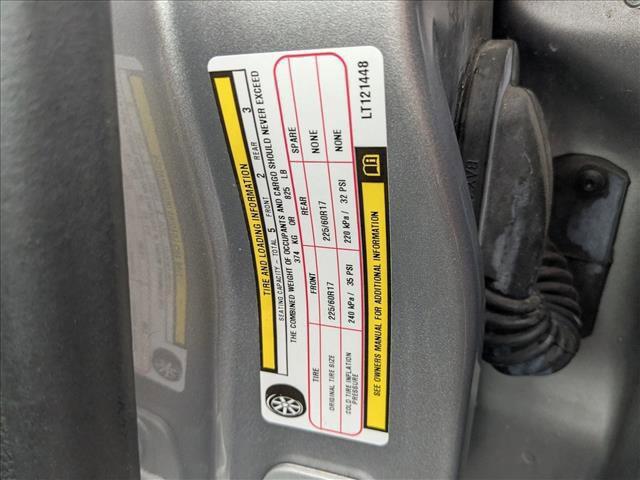 TIRE AND LOADING INFORMATION
SEATING CAPACITY - TOTAL 5 FRONT 2 REAR 3
THE COMBINED WEIGHT OF OCCUPANTS AND CARGO SHOULD NEVER EXCEED
374 KG OR 825 LB
TIRE FRONT REAR SPARE
ORIGINAL TIRE SIZE 225/60R17 225/60R17 NONE
COLD TIRE INFLATION PRESSURE 240 kPa/ 35 PSI 220 kPa/ 32 PSI NONE
SEE OWNERS MANUAL FOR ADDITIONAL INFORMATION
LT121448